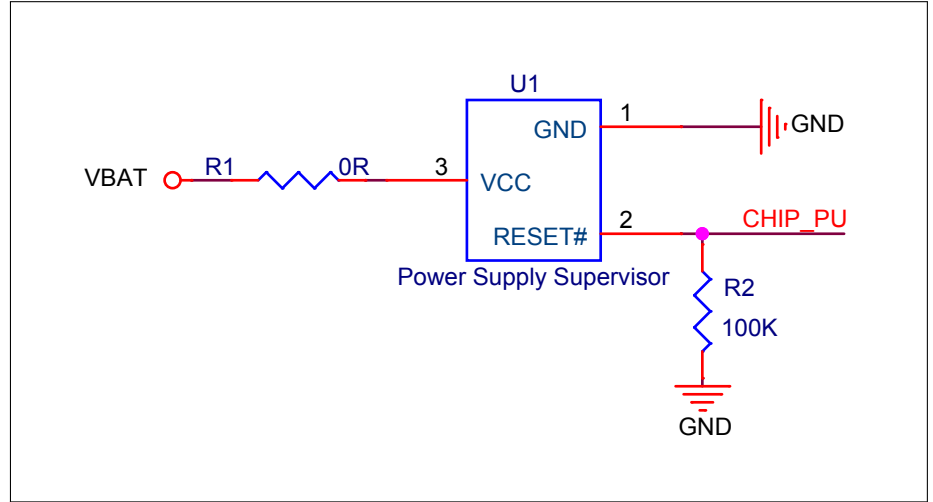 U1
1
GND
GND
VBAT
R1
0R
3
VCC
2
CHIP_PU
RESET#
Power Supply Supervisor
R2
100K
GND